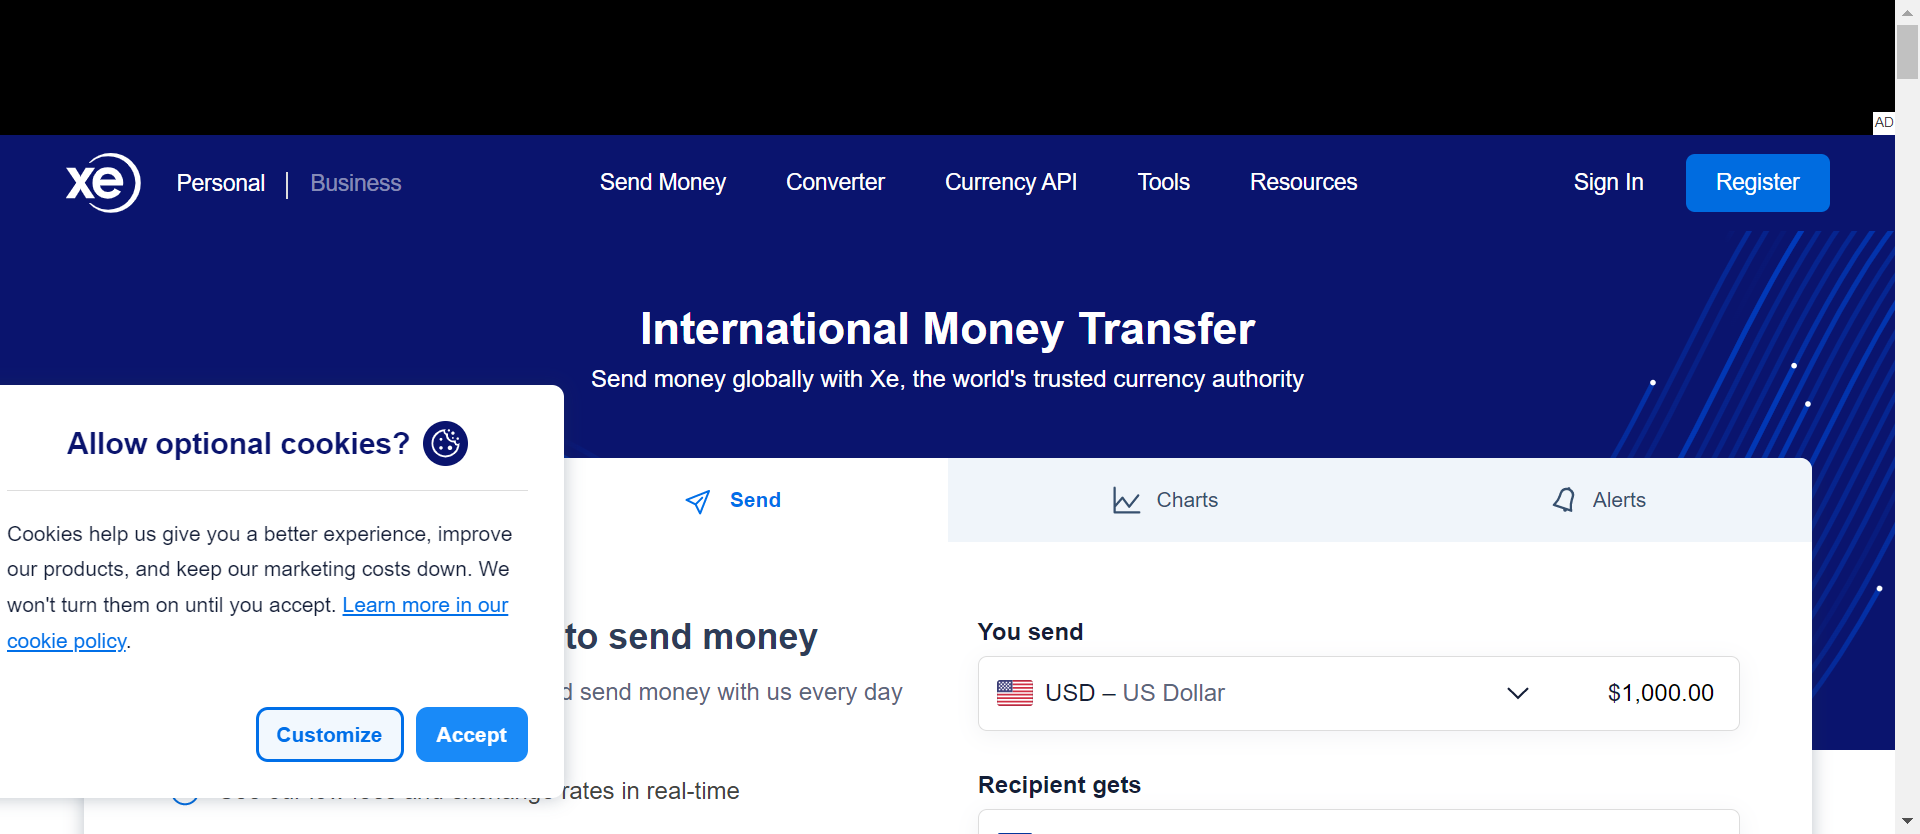 AD
xe
Personal | Business
Send Money
Converter
Currency API
Tools
Resources
Sign In
Register
International Money Transfer
Send money globally with Xe, the world's trusted currency authority
Allow optional cookies?
Cookies help us give you a better experience, improve
our products, and keep our marketing costs down. We
won't turn them on until you accept. Learn more in our
cookie policy.
Customize
Accept
Send
Charts
Alerts
to send money
send money with us every day
rates in real-time
You send
USD – US Dollar
$1,000.00
Recipient gets